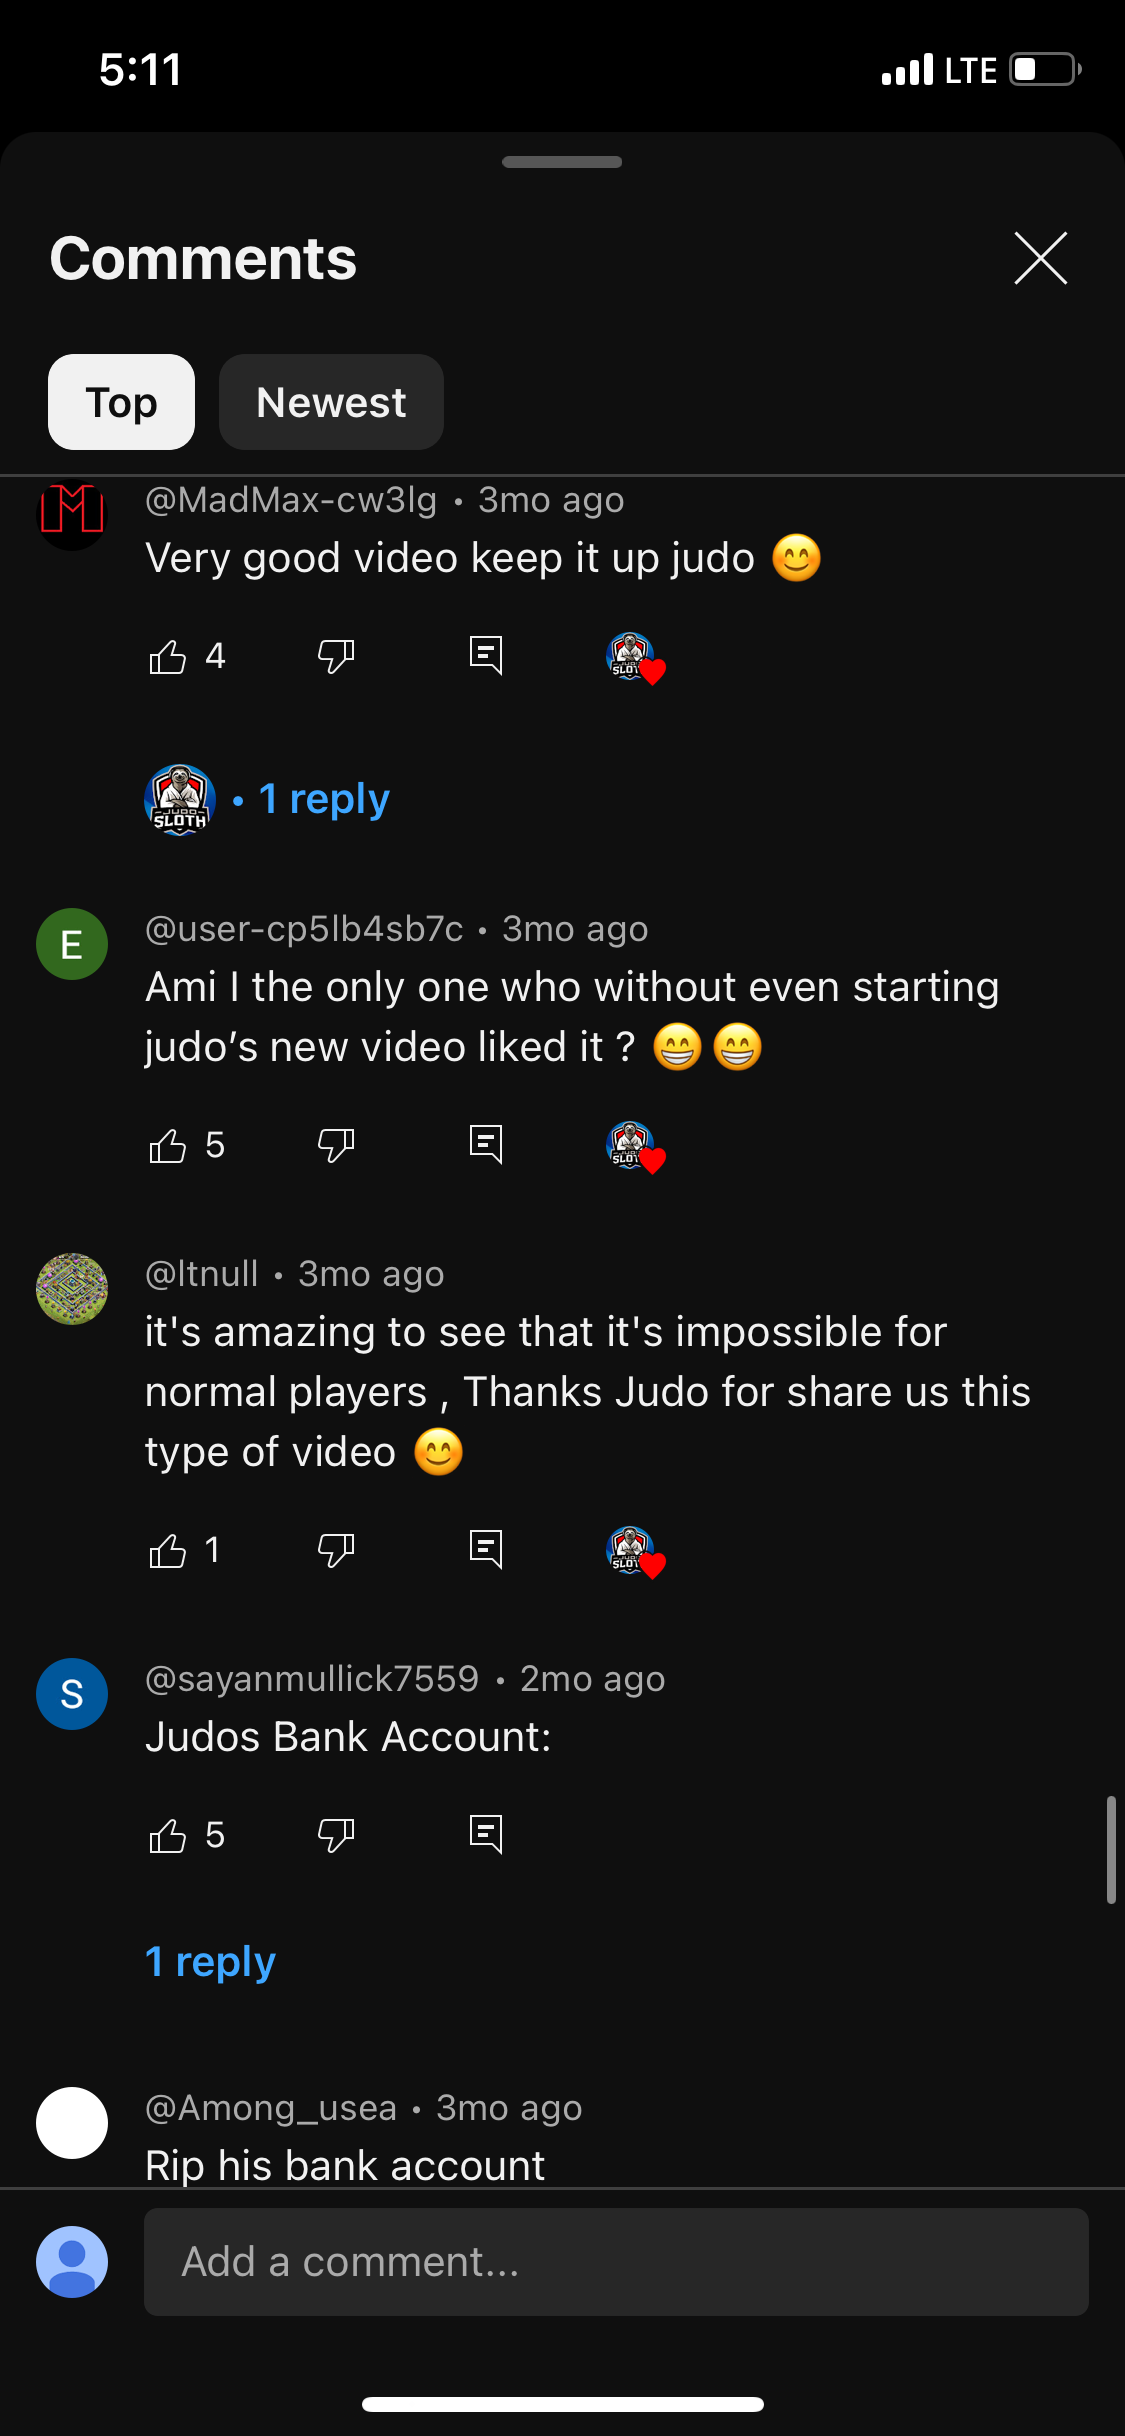 5:11
LTE
Comments
Top
Newest
M
@MadMax-cw3lg • 3mo ago
Very good video keep it up judo 😊
4
SLOTH
JUDO
SLOTH
• 1 reply
E
@user-cp5lb4sb7c • 3mo ago
Ami I the only one who without even starting
judo’s new video liked it ? 😁😁
5
@ltnull • 3mo ago
it's amazing to see that it's impossible for
normal players , Thanks Judo for share us this
type of video 😊
1
S
@sayanmullick7559 • 2mo ago
Judos Bank Account:
5
1 reply
@Among_usea • 3mo ago
Rip his bank account
Add a comment...